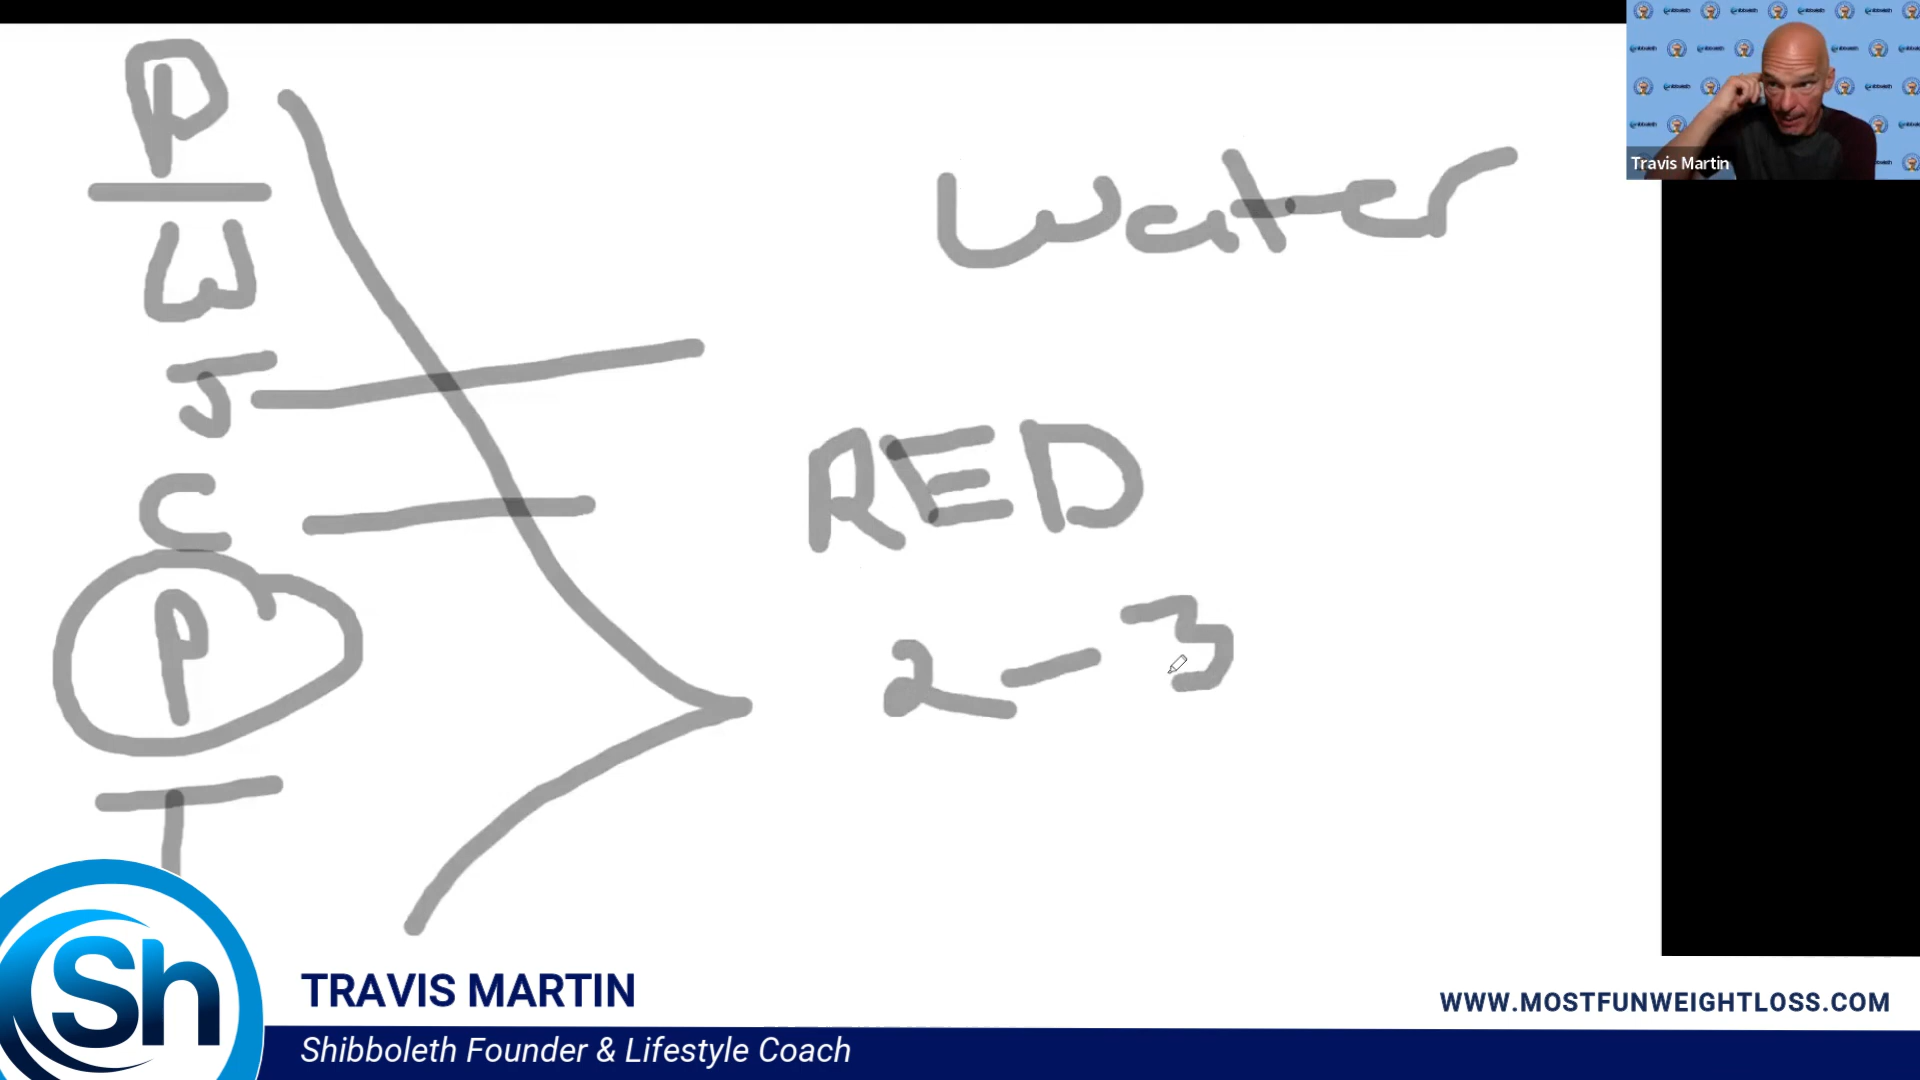 P
W
J
C
P
T
Water
RED
2-3
Travis Martin
Sh
TRAVIS MARTIN
Shibboleth Founder & Lifestyle Coach
WWW.MOSTFUNWEIGHTLOSS.COM